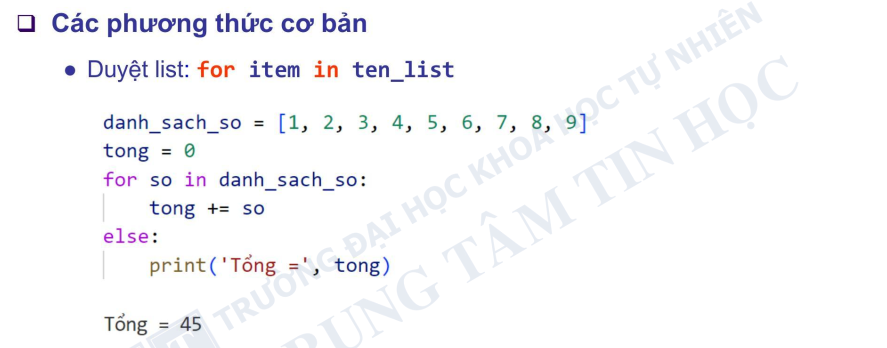 Các phương thức cơ bản
Duyệt list: for item in ten_list
danh_sach_so = [1, 2, 3, 4, 5, 6, 7, 8, 9]
tong = 0
for so in danh_sach_so:
    tong += so
else:
    print('Tổng =', tong)
Tổng = 45
TRƯỜNG ĐẠI HỌC KHOA HỌC TỰ NHIÊN
TRUNG TÂM TIN HỌC